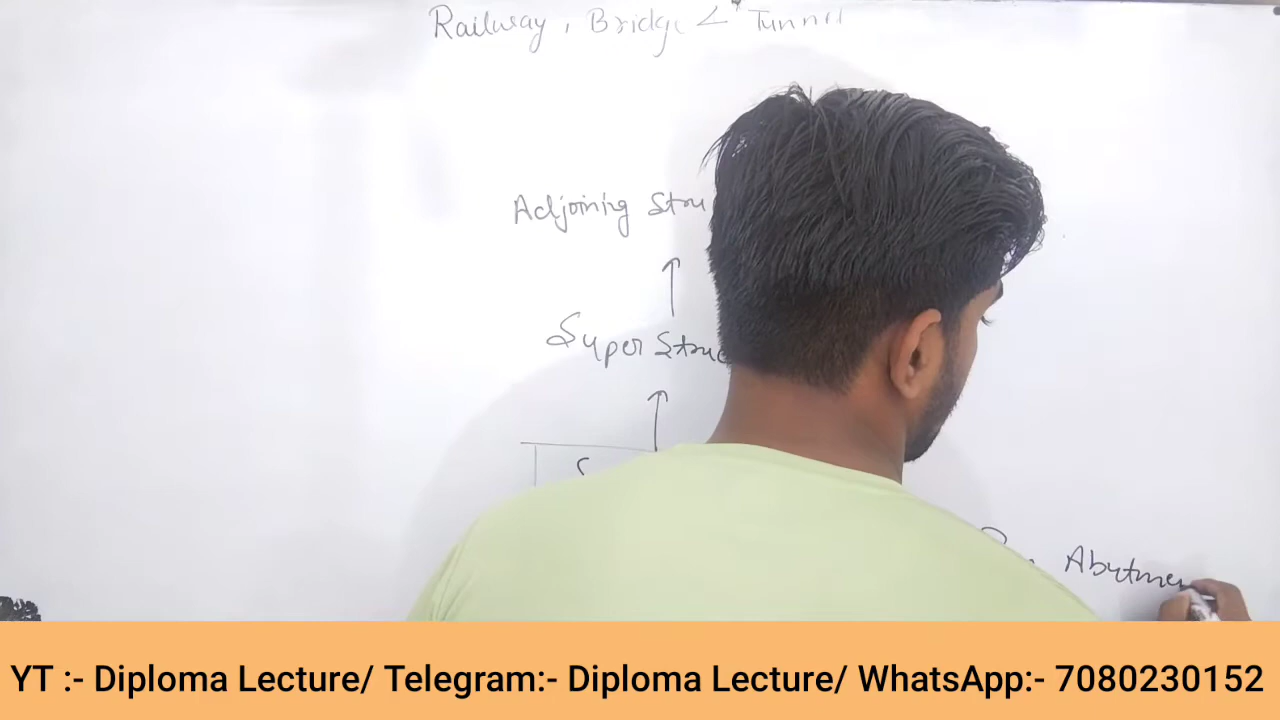 Railway, Bridge & Tunnel
Adjoining Stru
Super Struc
S
Abutmen
YT :- Diploma Lecture/ Telegram:- Diploma Lecture/ WhatsApp:- 7080230152